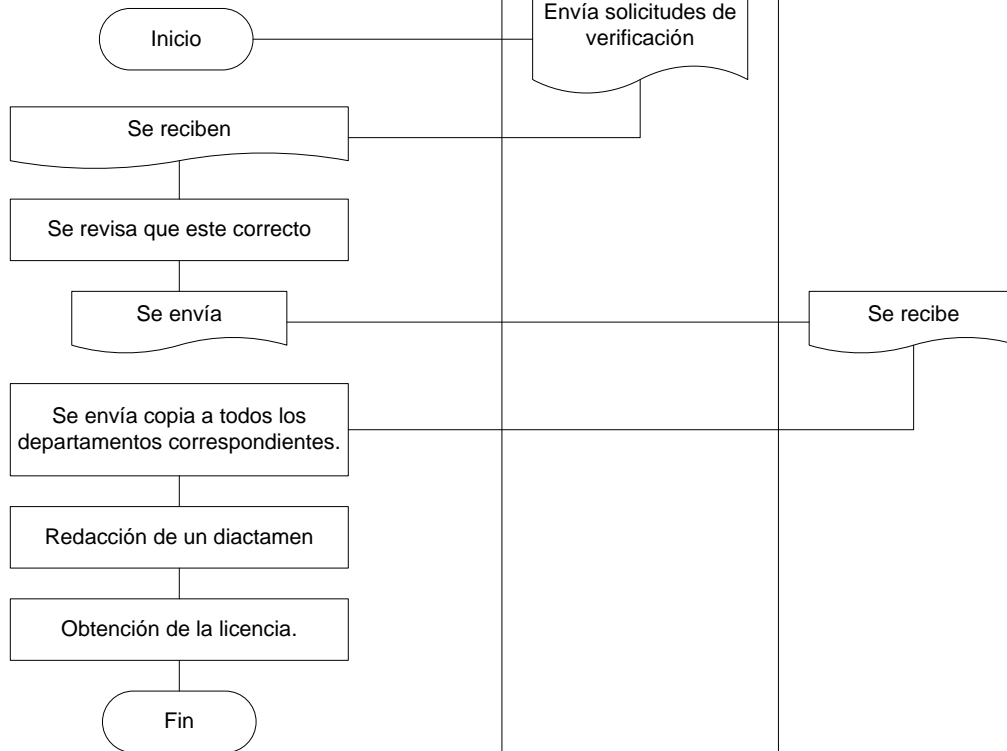 Envía solicitudes de
verificación
Inicio
Se reciben
Se revisa que este correcto
Se envía
Se recibe
Se envía copia a todos los
departamentos correspondientes.
Redacción de un diactamen
Obtención de la licencia.
Fin